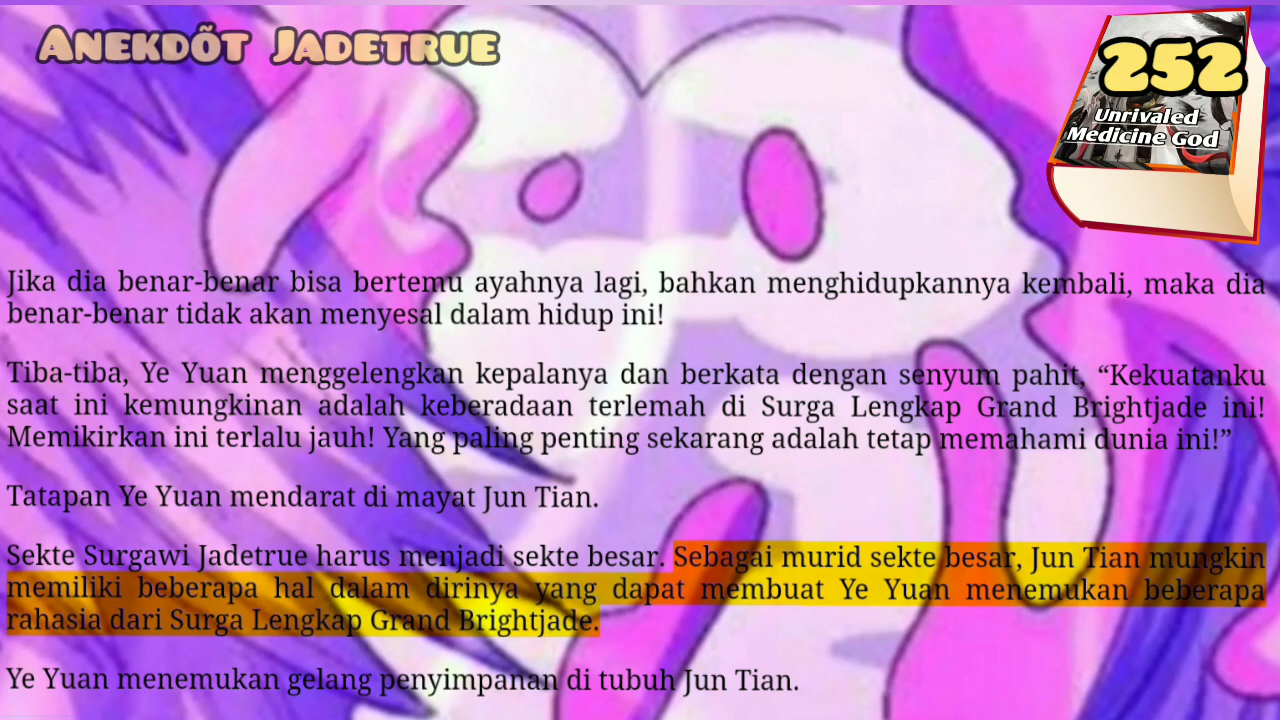 Anekdõt Jadetrue
252
Unrivaled
Medicine God
Jika dia benar-benar bisa bertemu ayahnya lagi, bahkan menghidupkannya kembali, maka dia
benar-benar tidak akan menyesal dalam hidup ini!
Tiba-tiba, Ye Yuan menggelengkan kepalanya dan berkata dengan senyum pahit, “Kekuatanku
saat ini kemungkinan adalah keberadaan terlemah di Surga Lengkap Grand Brightjade ini!
Memikirkan ini terlalu jauh! Yang paling penting sekarang adalah tetap memahami dunia ini!”
Tatapan Ye Yuan mendarat di mayat Jun Tian.
Sekte Surgawi Jadetrue harus menjadi sekte besar. Sebagai murid sekte besar, Jun Tian mungkin
memiliki beberapa hal dalam dirinya yang dapat membuat Ye Yuan menemukan beberapa
rahasia dari Surga Lengkap Grand Brightjade.
Ye Yuan menemukan gelang penyimpanan di tubuh Jun Tian.